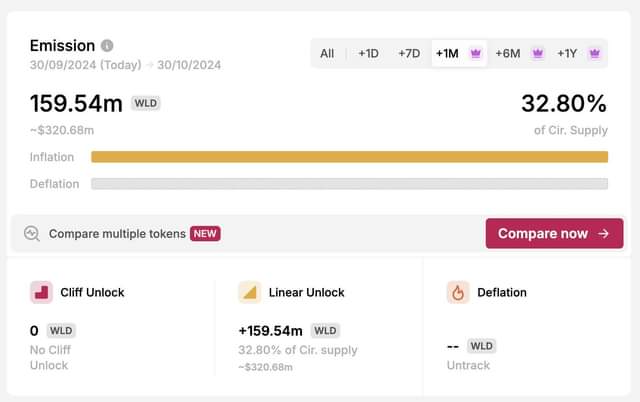 Emission
30/09/2024 (Today) → 30/10/2024
All +1D +7D +1M +6M +1Y
159.54m WLD
32.80%
~$320.68m
of Cir. Supply
Inflation
Deflation
Compare multiple tokens NEW
Compare now →
Cliff Unlock
0 WLD
No Cliff
Unlock
Linear Unlock
+159.54m WLD
32.80% of Cir. supply
~$320.68m
Deflation
-- WLD
Untrack